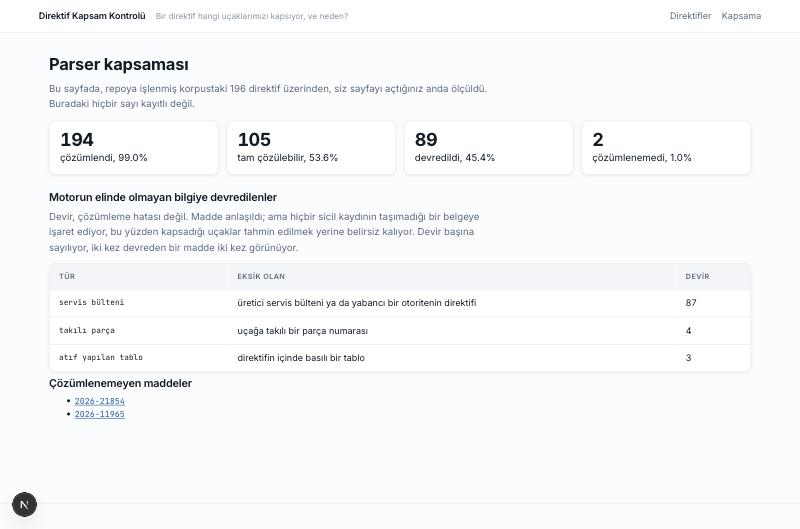 Direktif Kapsam Kontrolü Bir direktif hangi uçaklarımızı kapsıyor, ve neden? Direktifler Kapsama
Parser kapsaması
Bu sayfada, repoya işlenmiş korpustaki 196 direktif üzerinden, siz sayfayı açtığınız anda ölçüldü.
Buradaki hiçbir sayı kayıtlı değil.
194 105 89 2
çözümlendi, 99.0% tam çözülebilir, 53.6% devredildi, 45.4% çözümlenemedi, 1.0%
Motorun elinde olmayan bilgiye devredilenler
Devir, çözümleme hatası değil. Madde anlaşıldı; ama hiçbir sicil kaydının taşımadığı bir belgeye
işaret ediyor, bu yüzden kapsadığı uçaklar tahmin edilmek yerine belirsiz kalıyor. Devir başına
sayılıyor, iki kez devreden bir madde iki kez görünüyor.
TÜR EKSİK OLAN DEVİR
servis bülteni üretici servis bülteni ya da yabancı bir otoritenin direktifi 87
takılı parça uçağa takılı bir parça numarası 4
atıf yapılan tablo direktifin içinde basılı bir tablo 3
Çözümlenemeyen maddeler
• 2026-21854
• 2026-11965
N